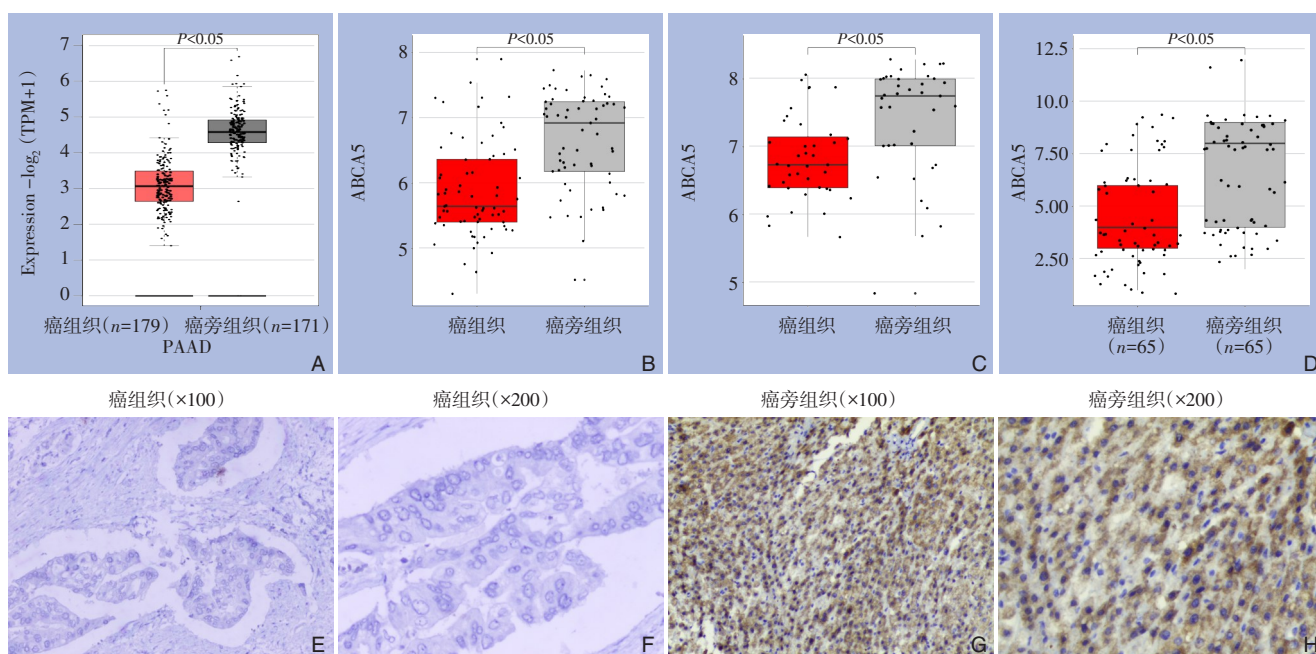 Expression -log₂ (TPM+1)
7
6
5
4
3
2
1
0
P<0.05
癌组织(n=179) 癌旁组织(n=171)
PAAD
A
ABCA5
8
7
6
5
P<0.05
癌组织 癌旁组织
B
ABCA5
8
7
6
5
P<0.05
癌组织 癌旁组织
C
ABCA5
12.5
10.0
7.50
5.00
2.50
P<0.05
癌组织 癌旁组织
(n=65) (n=65)
D
癌组织(×100)
癌组织(×200)
癌旁组织(×100)
癌旁组织(×200)
E
F
G
H